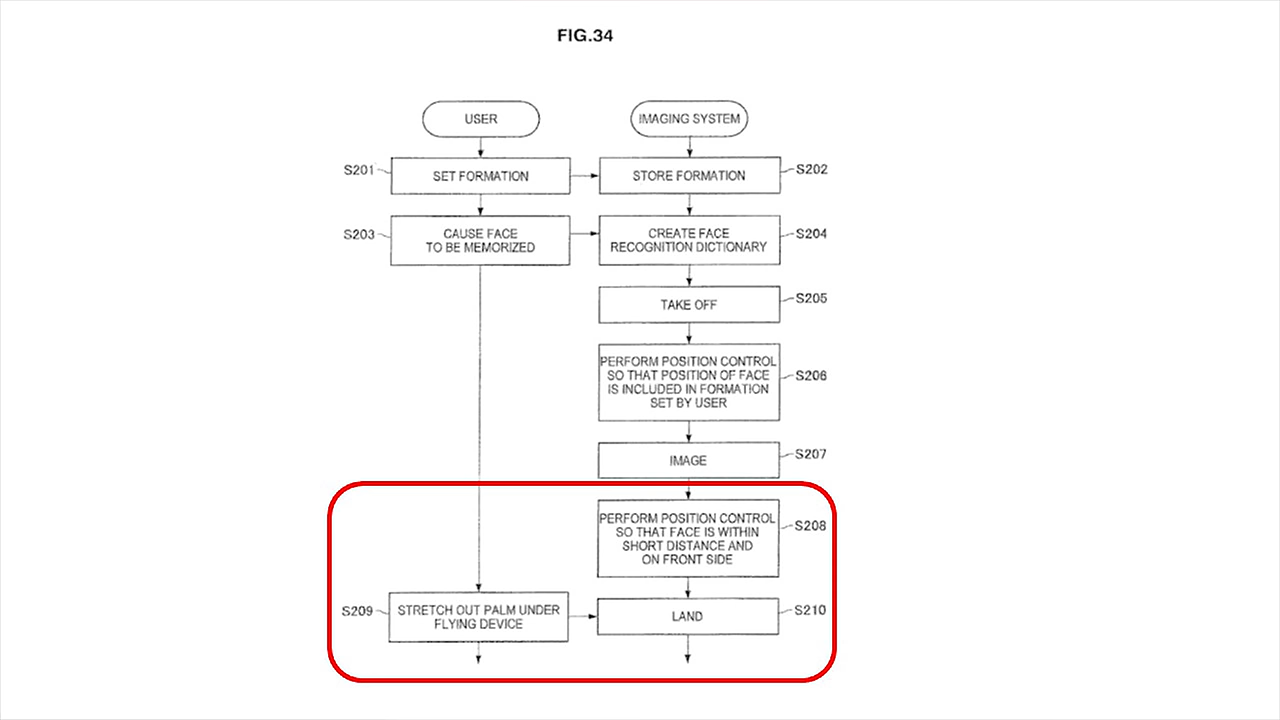 FIG.34
USER
IMAGING SYSTEM
S201
SET FORMATION
STORE FORMATION
S202
S203
CAUSE FACE
TO BE MEMORIZED
CREATE FACE
RECOGNITION DICTIONARY
S204
TAKE OFF
S205
PERFORM POSITION CONTROL
SO THAT POSITION OF FACE
IS INCLUDED IN FORMATION
SET BY USER
S206
IMAGE
S207
PERFORM POSITION CONTROL
SO THAT FACE IS WITHIN
SHORT DISTANCE AND
ON FRONT SIDE
S208
S209
STRETCH OUT PALM UNDER
FLYING DEVICE
LAND
S210